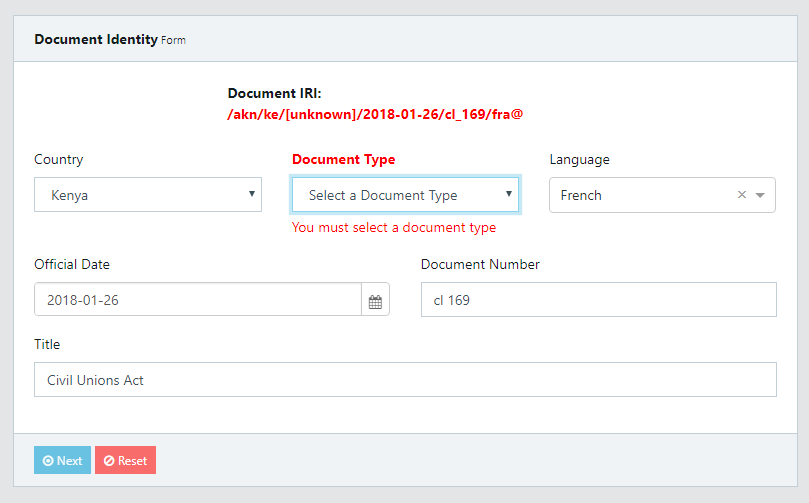 Document Identity Form
Document IRI:
/akn/ke/[unknown]/2018-01-26/cl_169/fra@
Country
Document Type
Language
Kenya
Select a Document Type
French
You must select a document type
Official Date
Document Number
2018-01-26
cl 169
Title
Civil Unions Act
Next
Reset